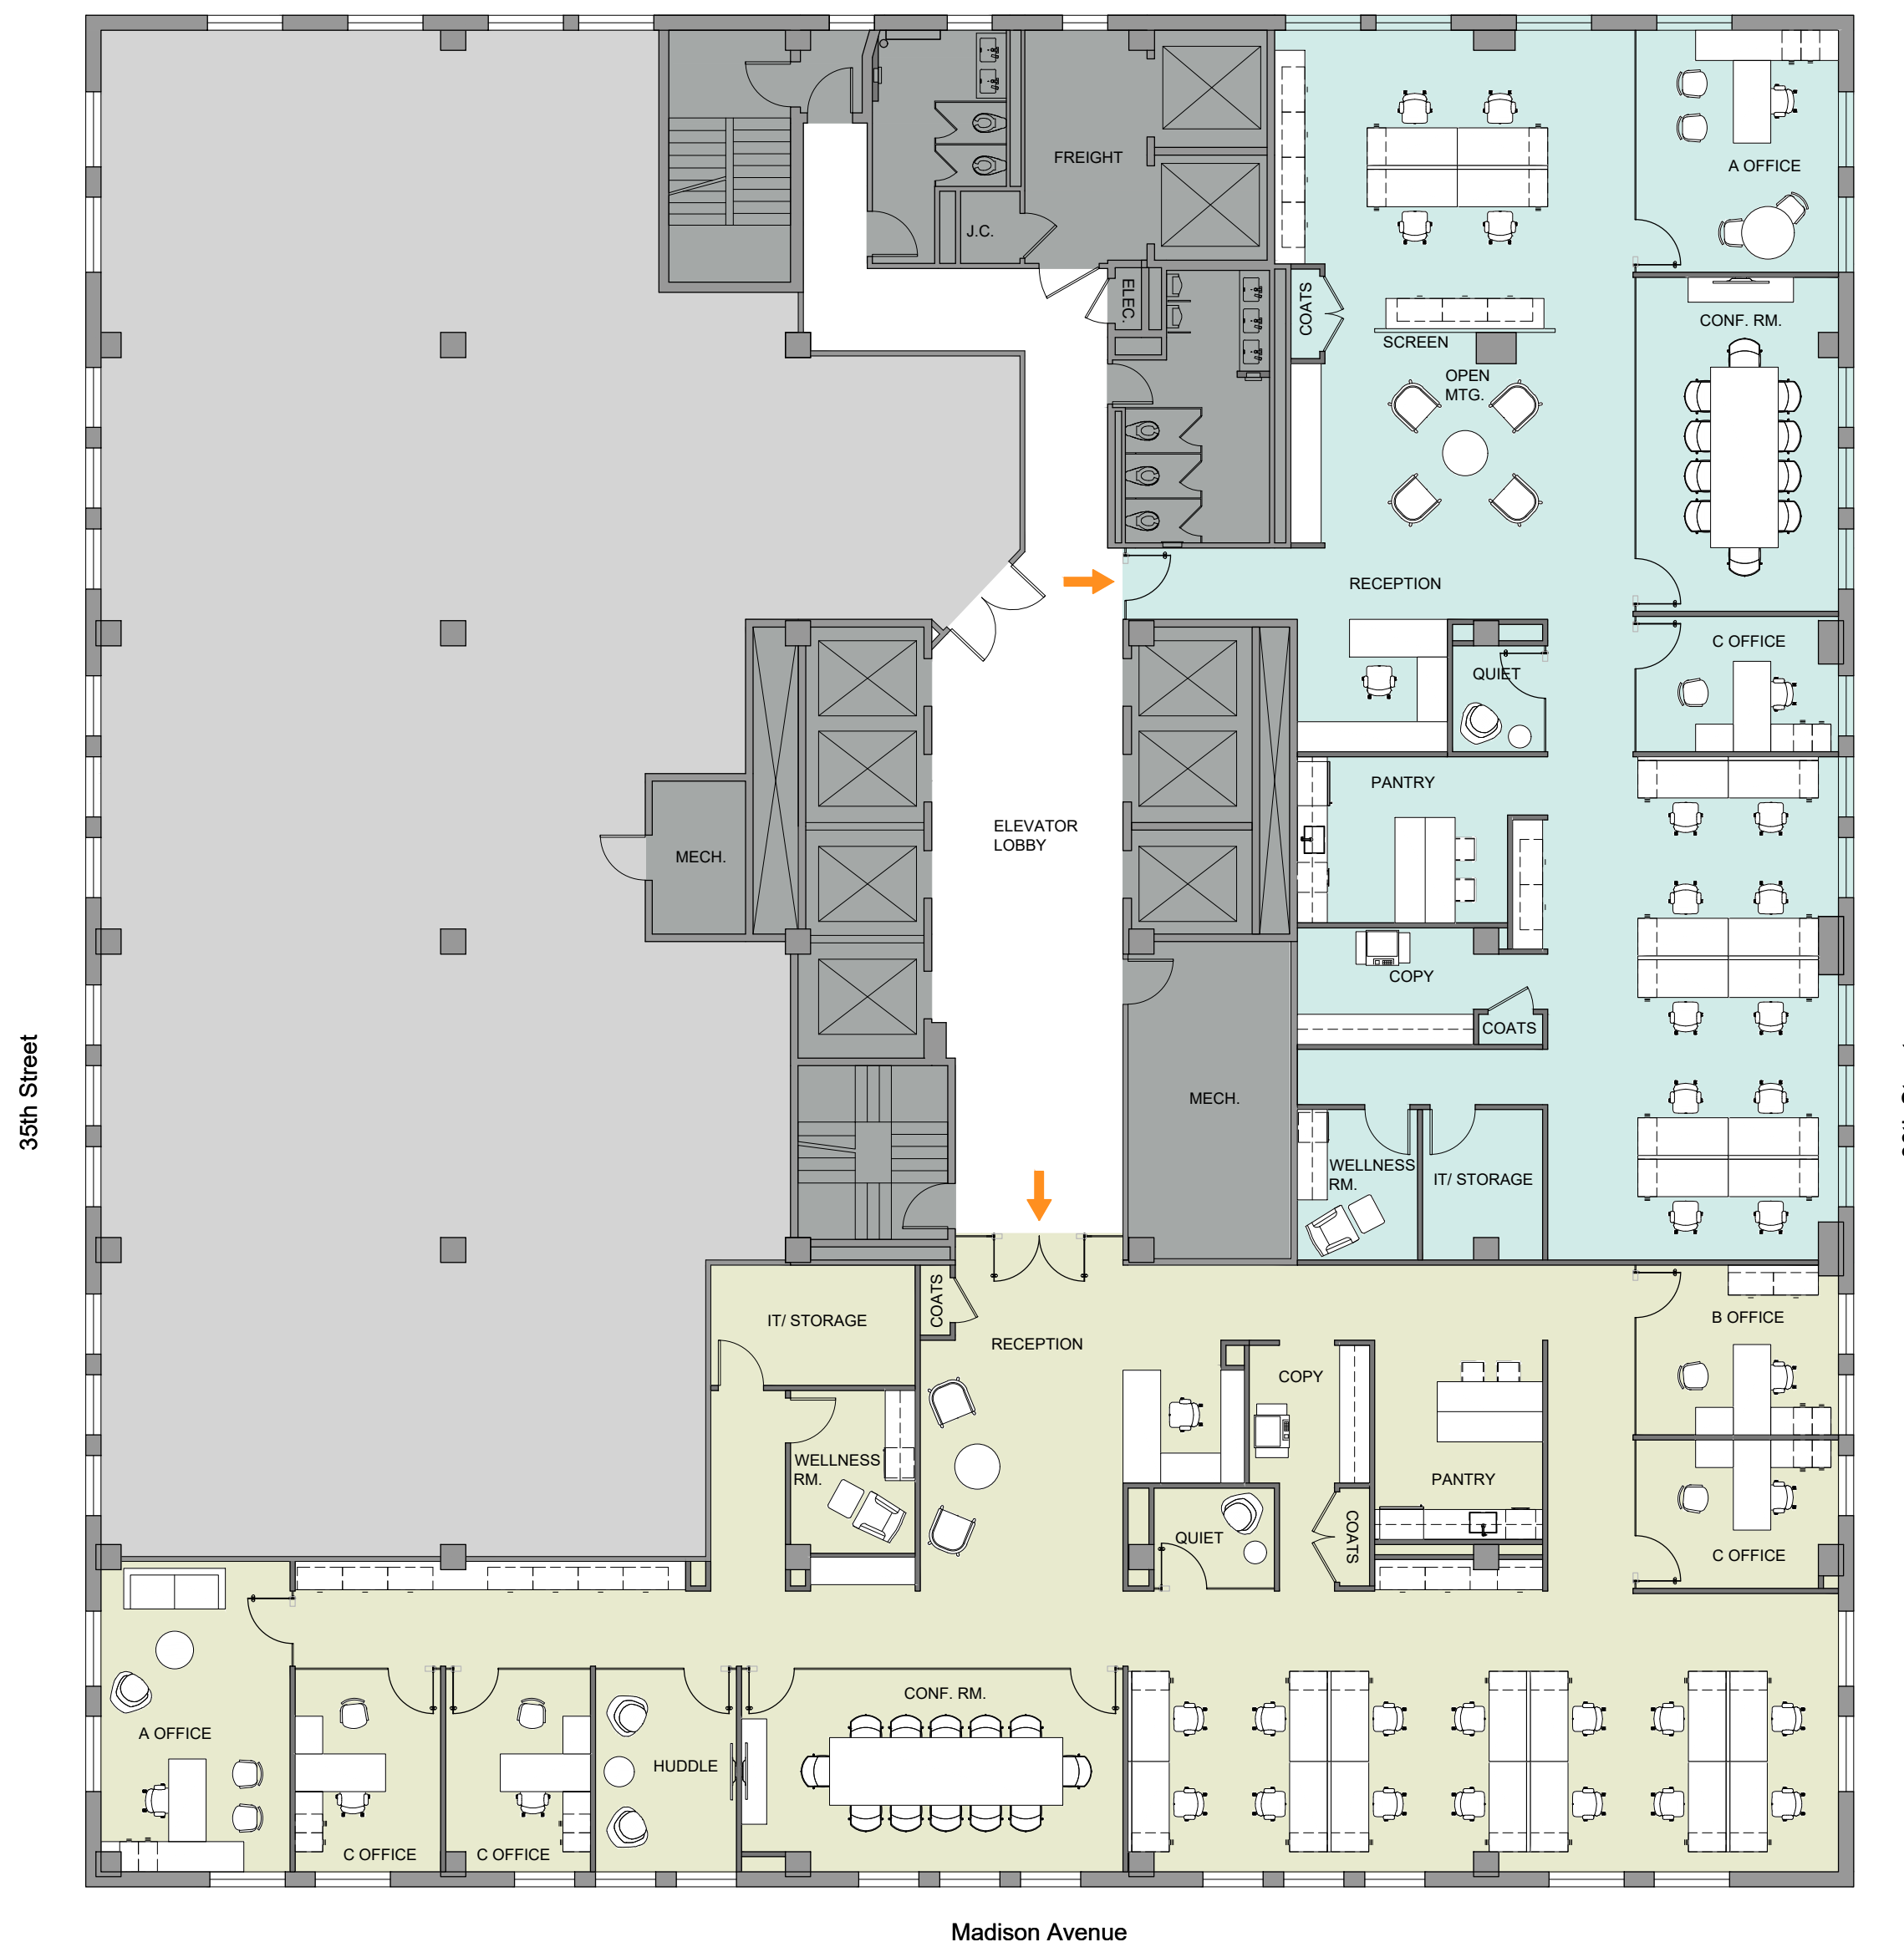 FREIGHT
A OFFICE
J.C.
ELEC.
COATS
CONF. RM.
SCREEN
OPEN
MTG.
RECEPTION
C OFFICE
QUIET
PANTRY
ELEVATOR
LOBBY
MECH.
COPY
COATS
35th Street
MECH.
WELLNESS
RM.
IT/ STORAGE
COATS
IT/ STORAGE
B OFFICE
RECEPTION
COPY
WELLNESS
RM.
PANTRY
QUIET
COATS
C OFFICE
CONF. RM.
A OFFICE
HUDDLE
C OFFICE
C OFFICE
Madison Avenue